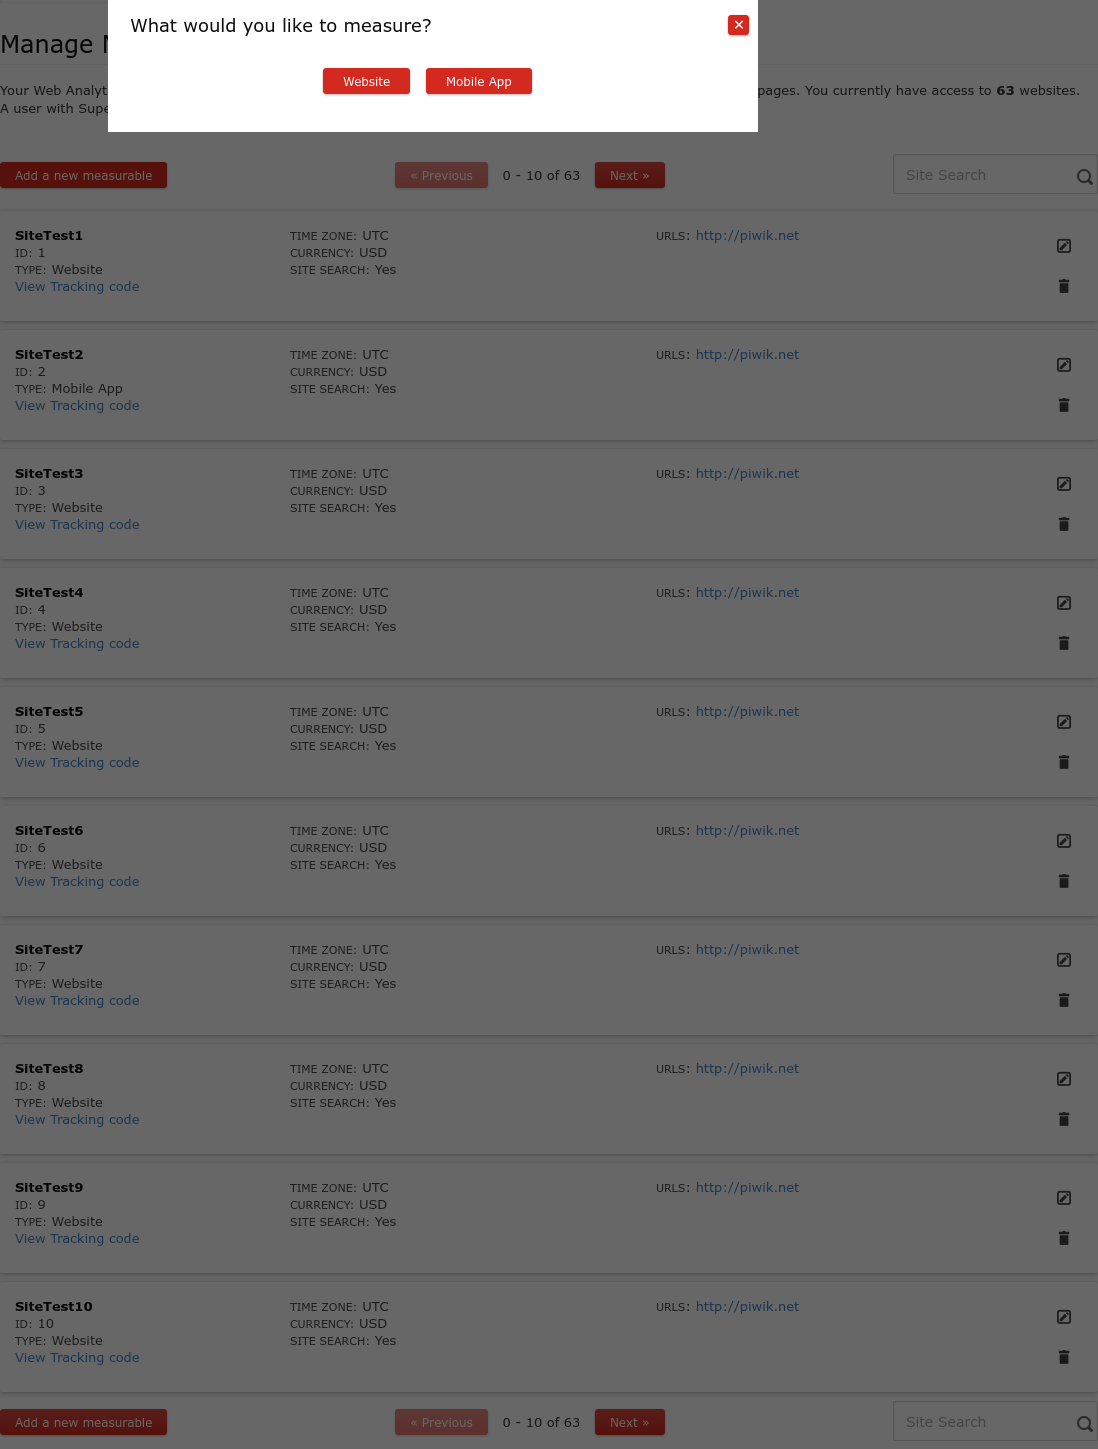 What would you like to measure?
Website Mobile App
Manage
Your Web Analyt pages. You currently have access to 63 websites.
A user with Supe
Add a new measurable « Previous 0 - 10 of 63 Next » Site Search
SiteTest1 TIME ZONE: UTC URLS: http://piwik.net
ID: 1 CURRENCY: USD
TYPE: Website SITE SEARCH: Yes
View Tracking code
SiteTest2 TIME ZONE: UTC URLS: http://piwik.net
ID: 2 CURRENCY: USD
TYPE: Mobile App SITE SEARCH: Yes
View Tracking code
SiteTest3 TIME ZONE: UTC URLS: http://piwik.net
ID: 3 CURRENCY: USD
TYPE: Website SITE SEARCH: Yes
View Tracking code
SiteTest4 TIME ZONE: UTC URLS: http://piwik.net
ID: 4 CURRENCY: USD
TYPE: Website SITE SEARCH: Yes
View Tracking code
SiteTest5 TIME ZONE: UTC URLS: http://piwik.net
ID: 5 CURRENCY: USD
TYPE: Website SITE SEARCH: Yes
View Tracking code
SiteTest6 TIME ZONE: UTC URLS: http://piwik.net
ID: 6 CURRENCY: USD
TYPE: Website SITE SEARCH: Yes
View Tracking code
SiteTest7 TIME ZONE: UTC URLS: http://piwik.net
ID: 7 CURRENCY: USD
TYPE: Website SITE SEARCH: Yes
View Tracking code
SiteTest8 TIME ZONE: UTC URLS: http://piwik.net
ID: 8 CURRENCY: USD
TYPE: Website SITE SEARCH: Yes
View Tracking code
SiteTest9 TIME ZONE: UTC URLS: http://piwik.net
ID: 9 CURRENCY: USD
TYPE: Website SITE SEARCH: Yes
View Tracking code
SiteTest10 TIME ZONE: UTC URLS: http://piwik.net
ID: 10 CURRENCY: USD
TYPE: Website SITE SEARCH: Yes
View Tracking code
Add a new measurable « Previous 0 - 10 of 63 Next » Site Search